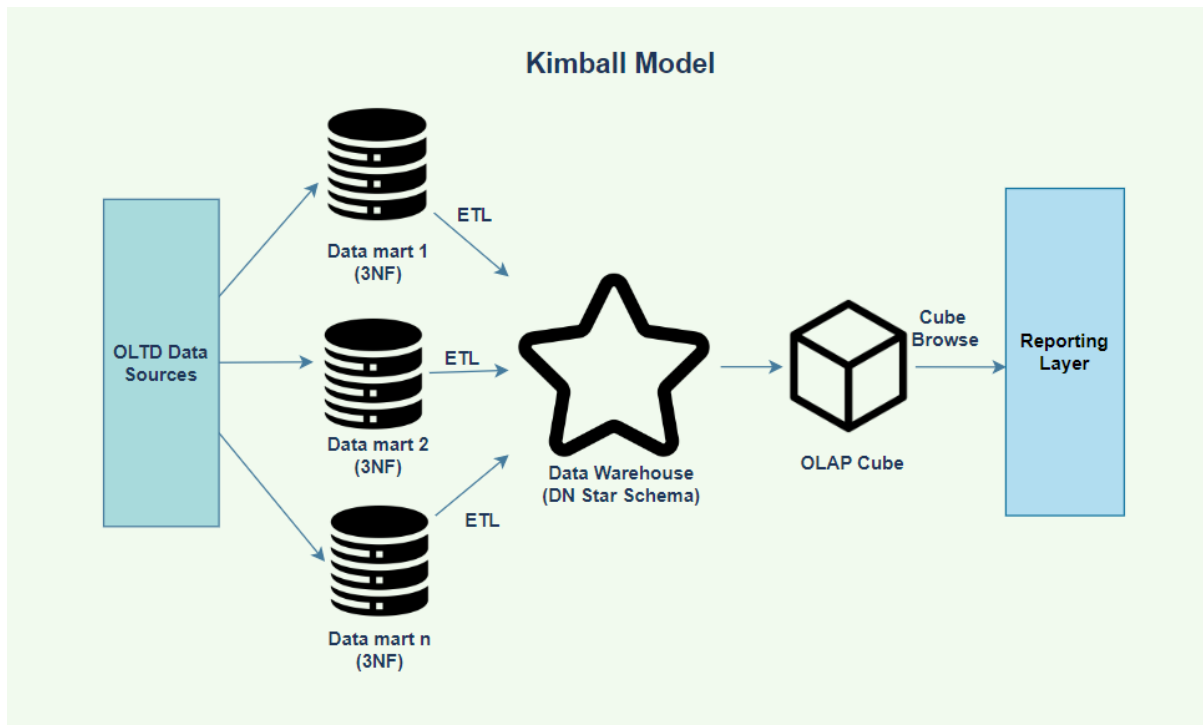 Kimball Model
OLTD Data
Sources
Data mart 1
(3NF)
ETL
Data mart 2
(3NF)
ETL
Data mart n
(3NF)
ETL
Data Warehouse
(DN Star Schema)
OLAP Cube
Cube
Browse
Reporting
Layer